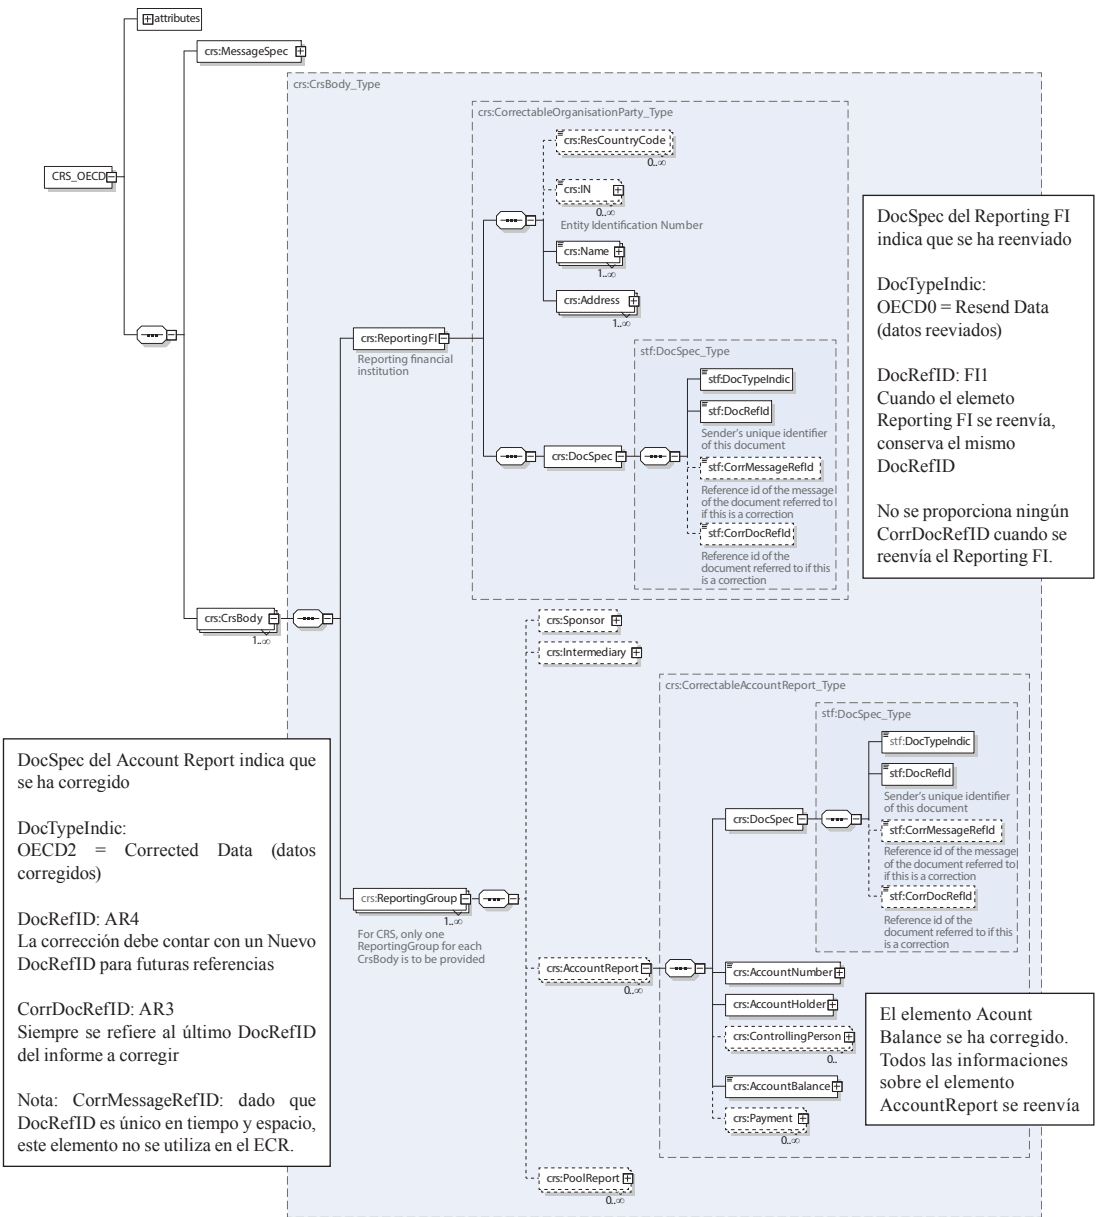 attributes
crs:MessageSpec
crs:CrsBody_Type
crs:CorrectableOrganisationParty_Type
crs:ResCountryCode
0..∞
CRS_OECD
crs:IN
0..∞
Entity Identification Number
crs:Name
1..∞
crs:Address
1..∞
crs:ReportingFI
Reporting financial
institution
stf:DocSpec_Type
stf:DocTypeIndic
stf:DocRefId
Sender's unique identifier
of this document
crs:DocSpec
stf:CorrMessageRefId
Reference id of the message
of the document referred to
if this is a correction
stf:CorrDocRefId
Reference id of the
document referred to if this
is a correction
DocSpec del Reporting FI
indica que se ha reenviado
DocTypeIndic:
OECD0 = Resend Data
(datos reeviados)
DocRefID: FI1
Cuando el elemeto
Reporting FI se reenvía,
conserva el mismo
DocRefID
No se proporciona ningún
CorrDocRefID cuando se
reenvía el Reporting FI.
crs:CrsBody
1..∞
crs:Sponsor
crs:Intermediary
crs:CorrectableAccountReport_Type
stf:DocSpec_Type
stf:DocTypeIndic
stf:DocRefId
Sender's unique identifier
of this document
crs:DocSpec
stf:CorrMessageRefId
Reference id of the message
of the document referred to
if this is a correction
stf:CorrDocRefId
Reference id of the
document referred to if this
is a correction
DocSpec del Account Report indica que
se ha corregido
DocTypeIndic:
OECD2 = Corrected Data (datos
corregidos)
DocRefID: AR4
La corrección debe contar con un Nuevo
DocRefID para futuras referencias
CorrDocRefID: AR3
Siempre se refiere al último DocRefID
del informe a corregir
Nota: CorrMessageRefID: dado que
DocRefID es único en tiempo y espacio,
este elemento no se utiliza en el ECR.
crs:ReportingGroup
1..∞
For CRS, only one
ReportingGroup for each
CrsBody is to be provided
crs:AccountReport
0..∞
crs:AccountNumber
crs:AccountHolder
crs:ControllingPerson
0..
crs:AccountBalance
crs:Payment
0..∞
El elemento Acount
Balance se ha corregido.
Todos las informaciones
sobre el elemento
AccountReport se reenvía
crs:PoolReport
0..∞